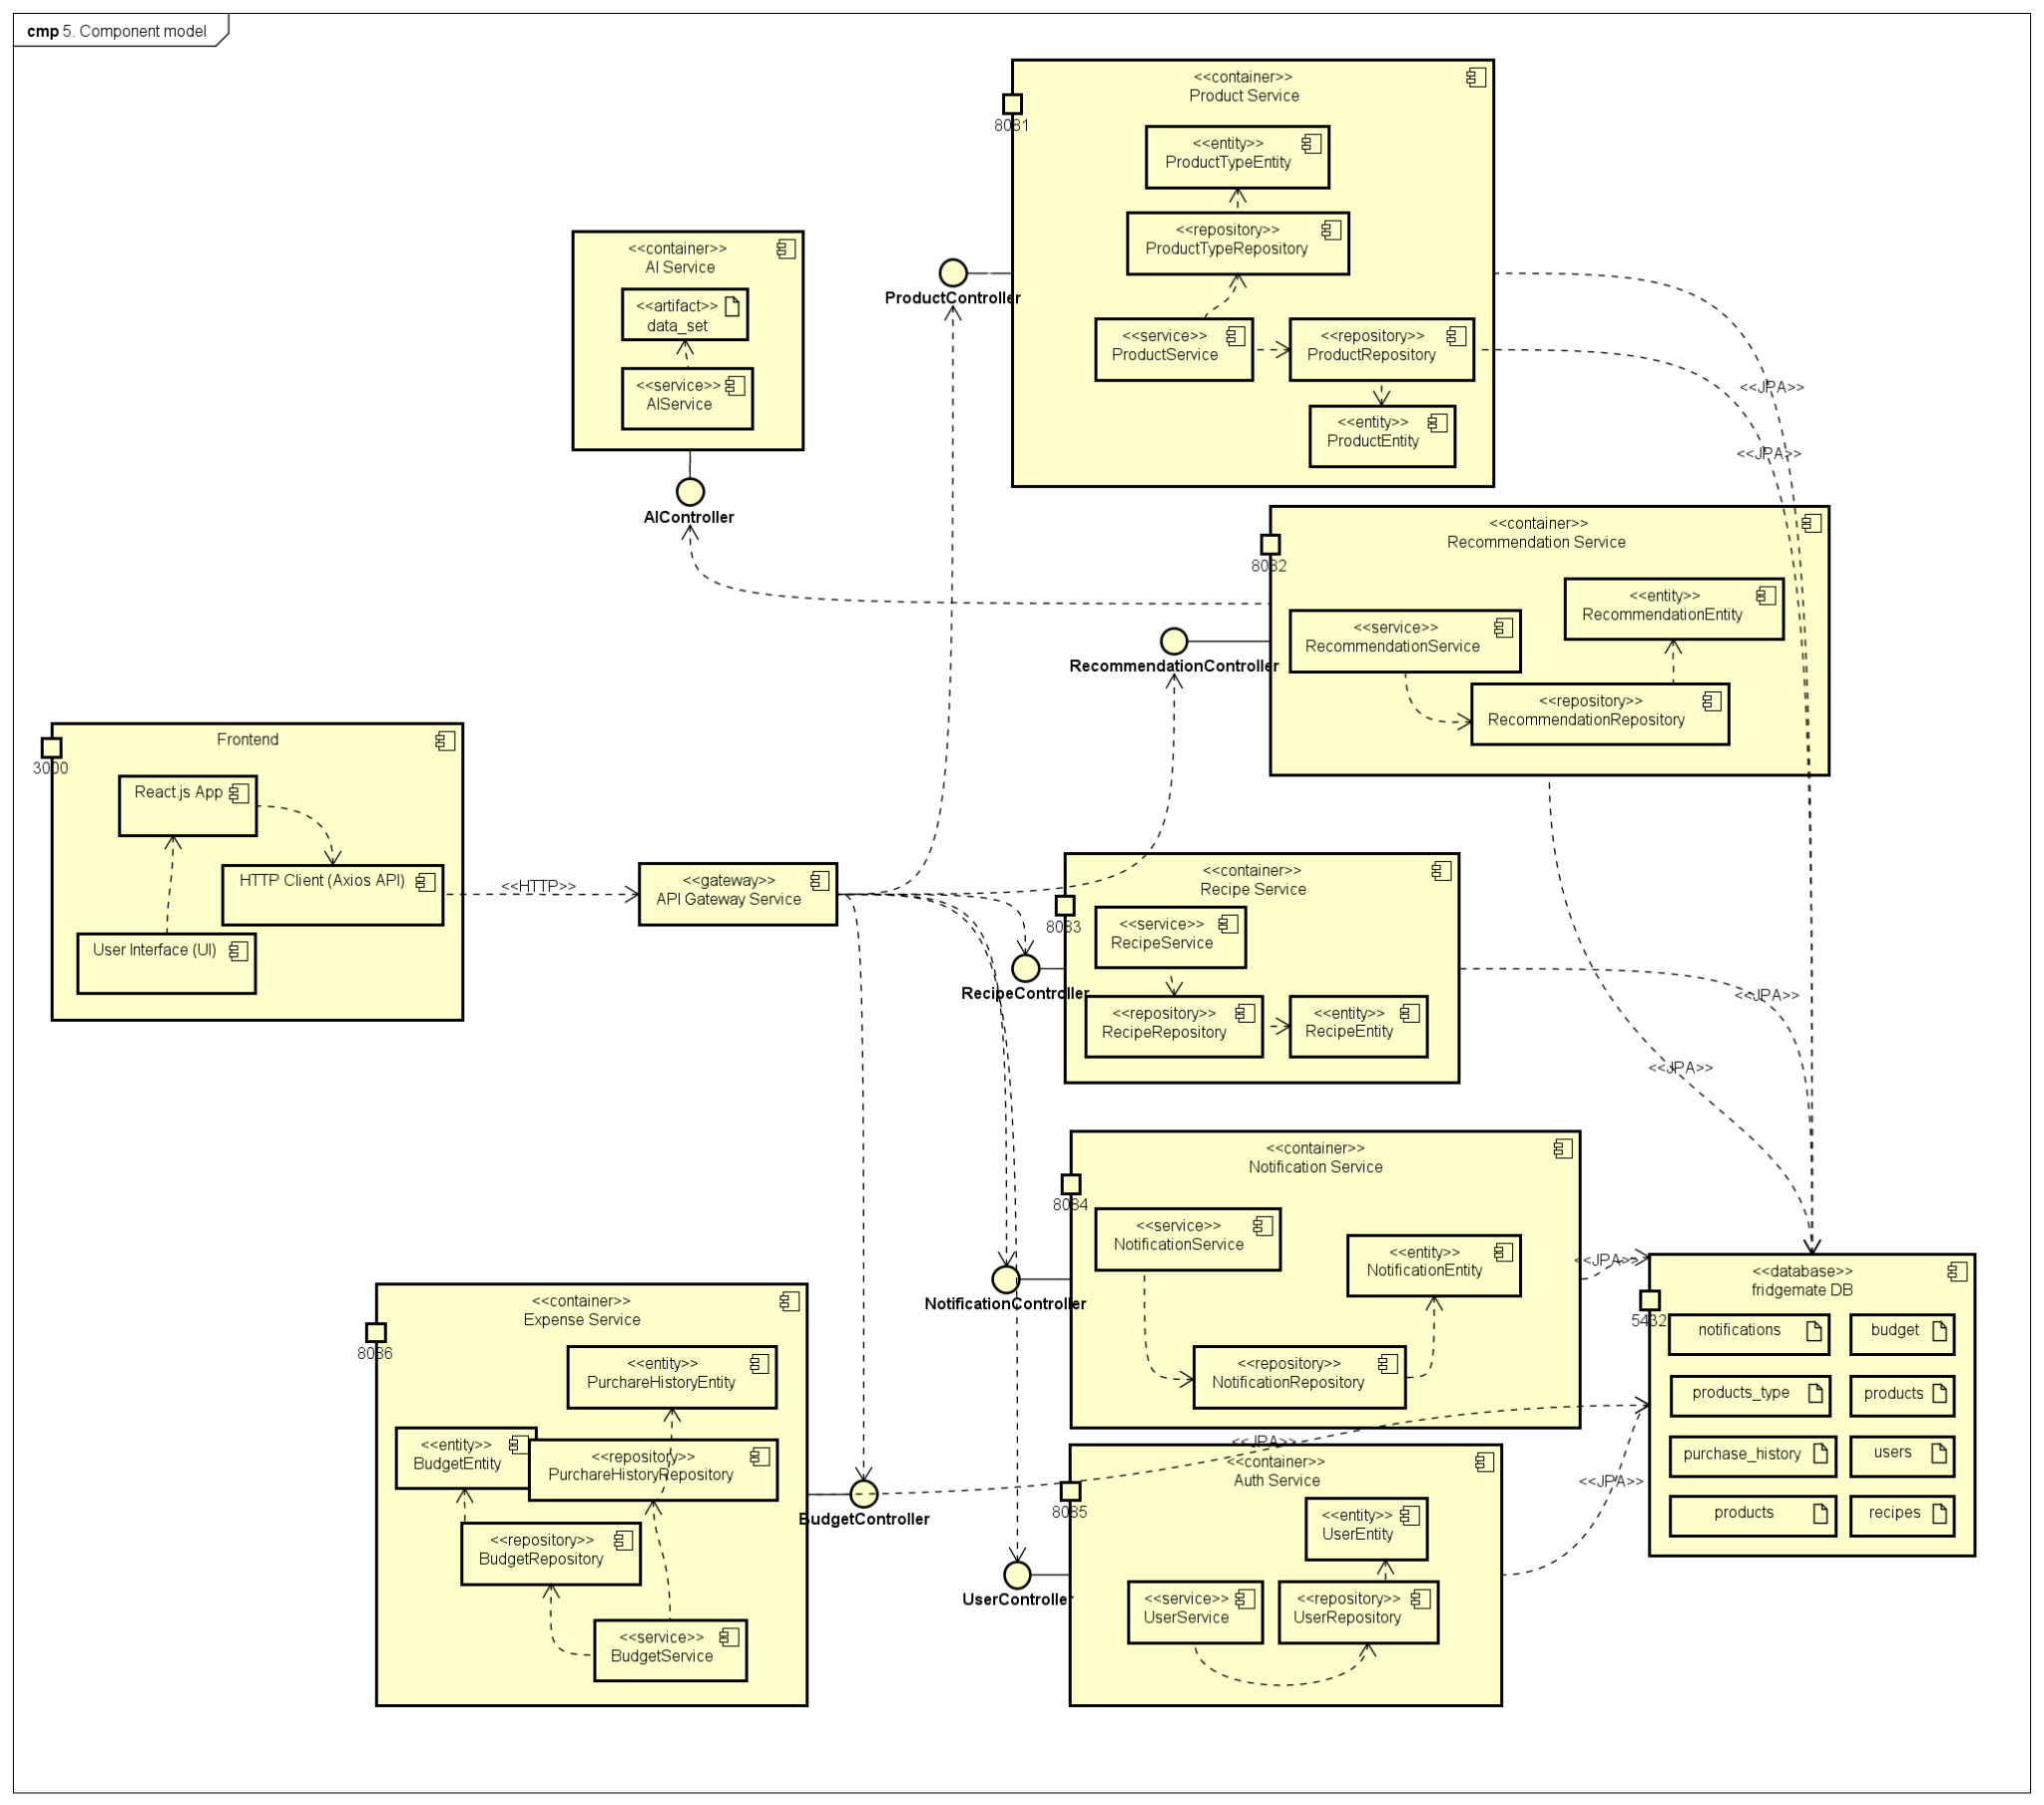 cmp 5. Component model
<<container>>
Product Service
8081
<<entity>>
ProductTypeEntity
<<repository>>
ProductTypeRepository
<<service>>
ProductService
<<repository>>
ProductRepository
<<entity>>
ProductEntity
ProductController
<<container>>
AI Service
<<artifact>>
data_set
<<service>>
AIService
AIController
<<JPA>>
<<JPA>>
<<container>>
Recommendation Service
8082
<<entity>>
RecommendationEntity
<<service>>
RecommendationService
<<repository>>
RecommendationRepository
RecommendationController
Frontend
3000
React.js App
HTTP Client (Axios API)
User Interface (UI)
<<HTTP>>
<<gateway>>
API Gateway Service
<<container>>
Recipe Service
8083
<<service>>
RecipeService
<<repository>>
RecipeRepository
<<entity>>
RecipeEntity
RecipeController
<<JPA>>
<<JPA>>
<<container>>
Notification Service
8084
<<service>>
NotificationService
<<entity>>
NotificationEntity
<<repository>>
NotificationRepository
NotificationController
<<JPA>>
<<database>>
fridgemate DB
5432
notifications
budget
products_type
products
purchase_history
users
products
recipes
<<container>>
Expense Service
8086
<<entity>>
PurchareHistoryEntity
<<entity>>
BudgetEntity
<<repository>>
PurchareHistoryRepository
<<repository>>
BudgetRepository
<<service>>
BudgetService
BudgetController
<<JPA>>
<<container>>
Auth Service
8085
<<entity>>
UserEntity
<<service>>
UserService
<<repository>>
UserRepository
UserController
<<JPA>>